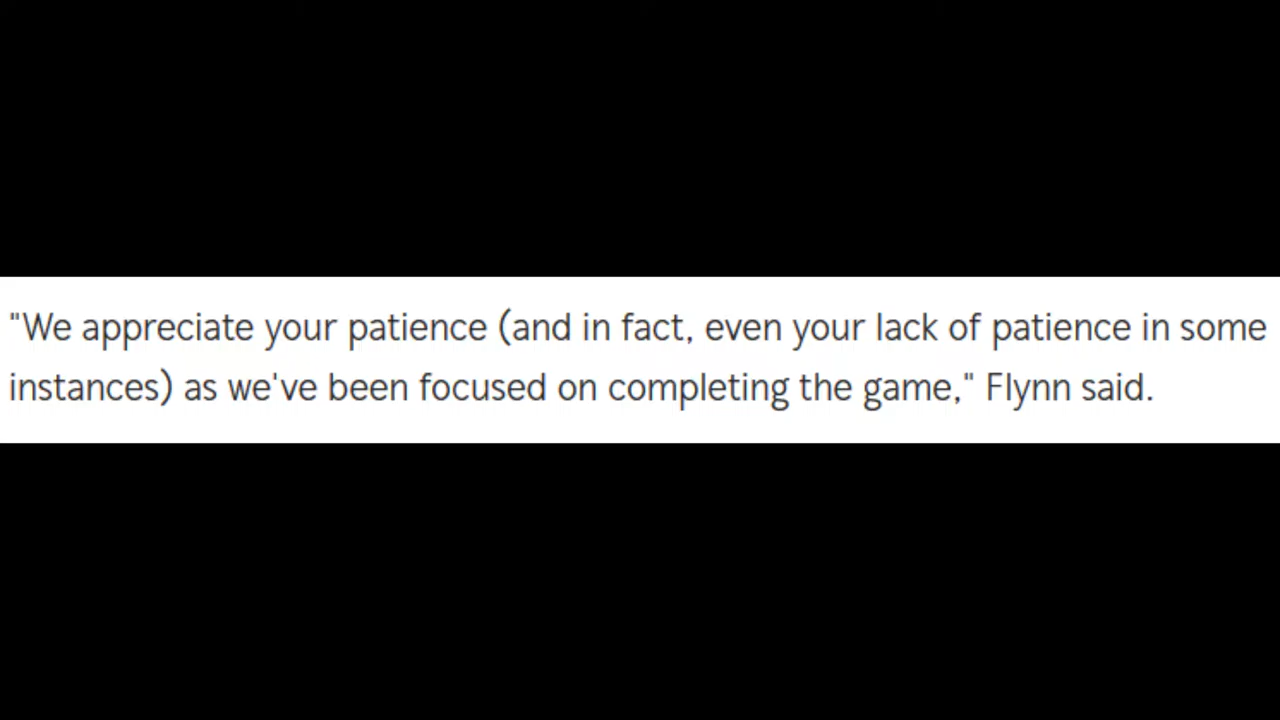 "We appreciate your patience (and in fact, even your lack of patience in some
instances) as we've been focused on completing the game," Flynn said.